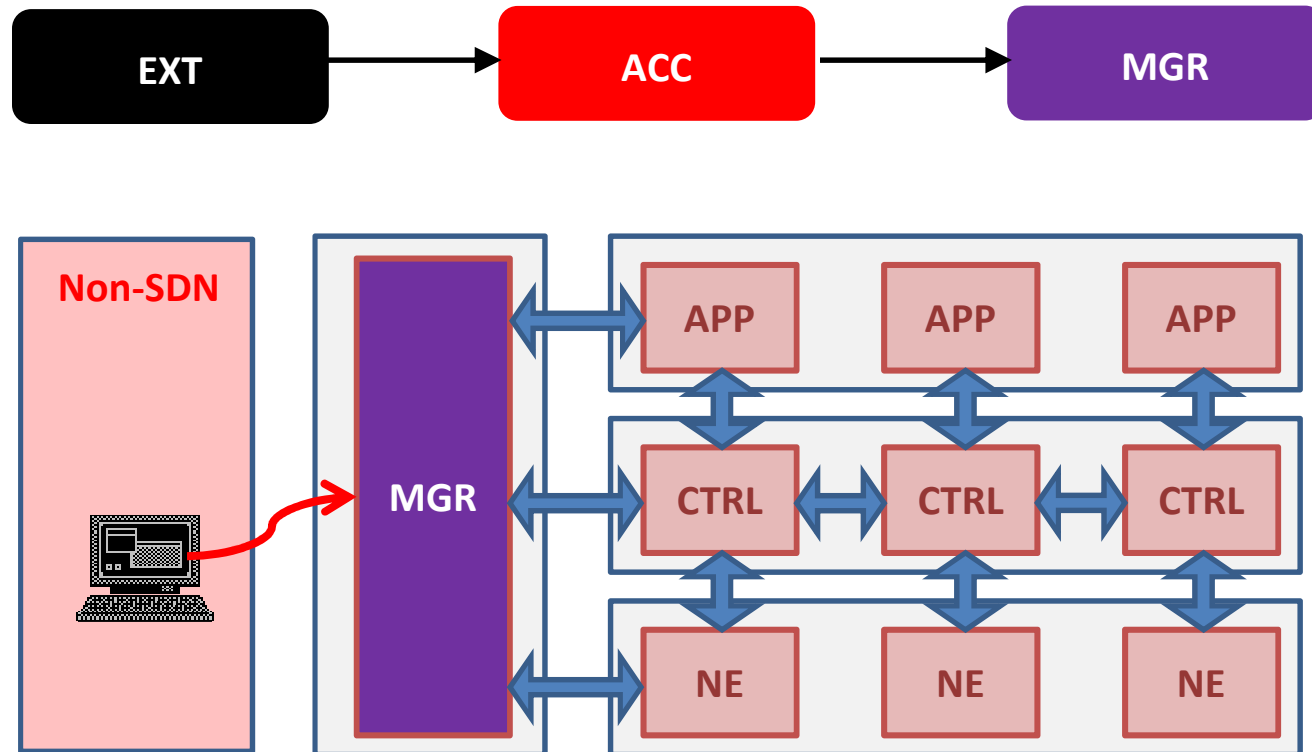 EXT
ACC
MGR
Non-SDN
MGR
APP
APP
APP
CTRL
CTRL
CTRL
NE
NE
NE